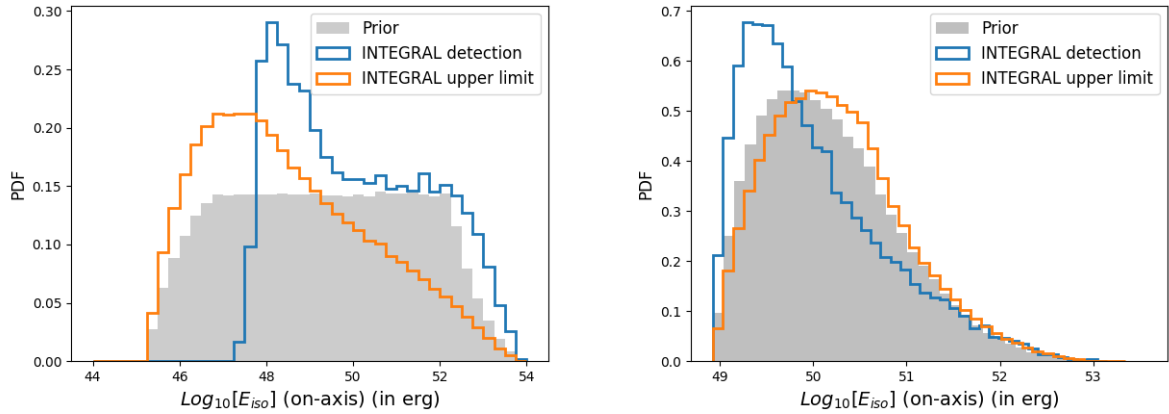 0.30
0.25
0.20
0.15
0.10
0.05
0.00
PDF
Prior
INTEGRAL detection
INTEGRAL upper limit
44 46 48 50 52 54
Log10[Eiso] (on-axis) (in erg)
0.7
0.6
0.5
0.4
0.3
0.2
0.1
0.0
PDF
Prior
INTEGRAL detection
INTEGRAL upper limit
49 50 51 52 53
Log10[Eiso] (on-axis) (in erg)